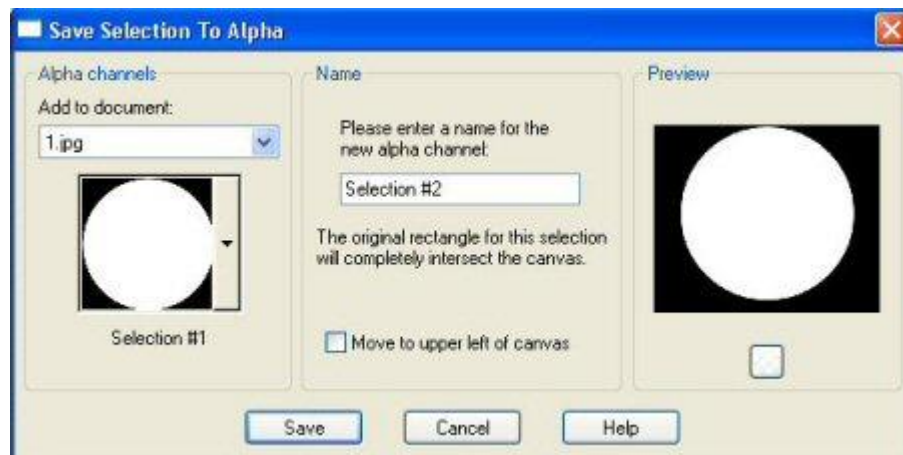 Save Selection To Alpha
Alpha channels
Add to document:
1.jpg
Selection #1
Name
Please enter a name for the
new alpha channel:
Selection #2
The original rectangle for this selection
will completely intersect the canvas.
Move to upper left of canvas
Preview
Save
Cancel
Help